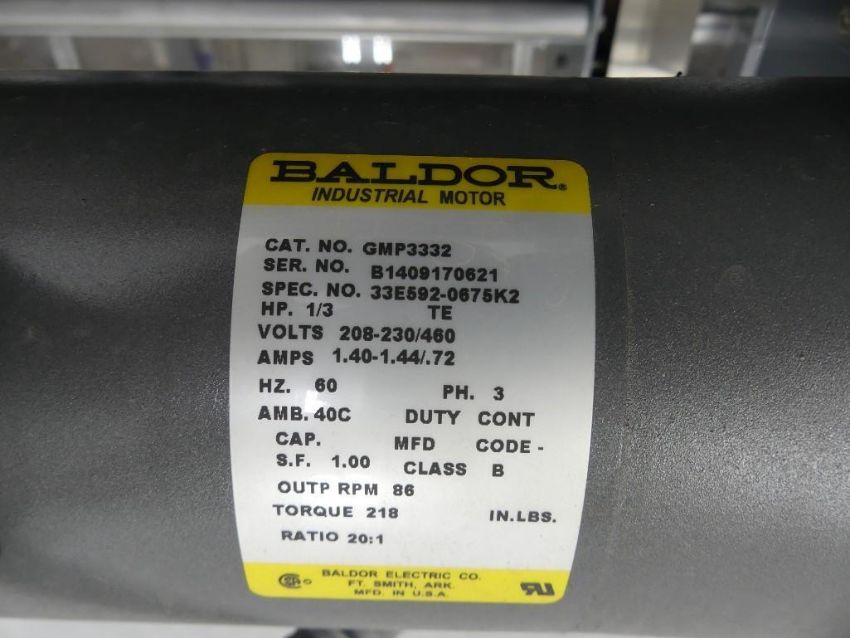 BALDOR®
INDUSTRIAL MOTOR
CAT. NO. GMP3332
SER. NO. B1409170621
SPEC. NO. 33E592-0675K2
HP. 1/3 TE
VOLTS 208-230/460
AMPS 1.40-1.44/.72
HZ. 60 PH. 3
AMB. 40C DUTY CONT
CAP. MFD CODE -
S.F. 1.00 CLASS B
OUTP RPM 86
TORQUE 218 IN.LBS.
RATIO 20:1
BALDOR ELECTRIC CO.
FT. SMITH, ARK.
MFD. IN U.S.A.